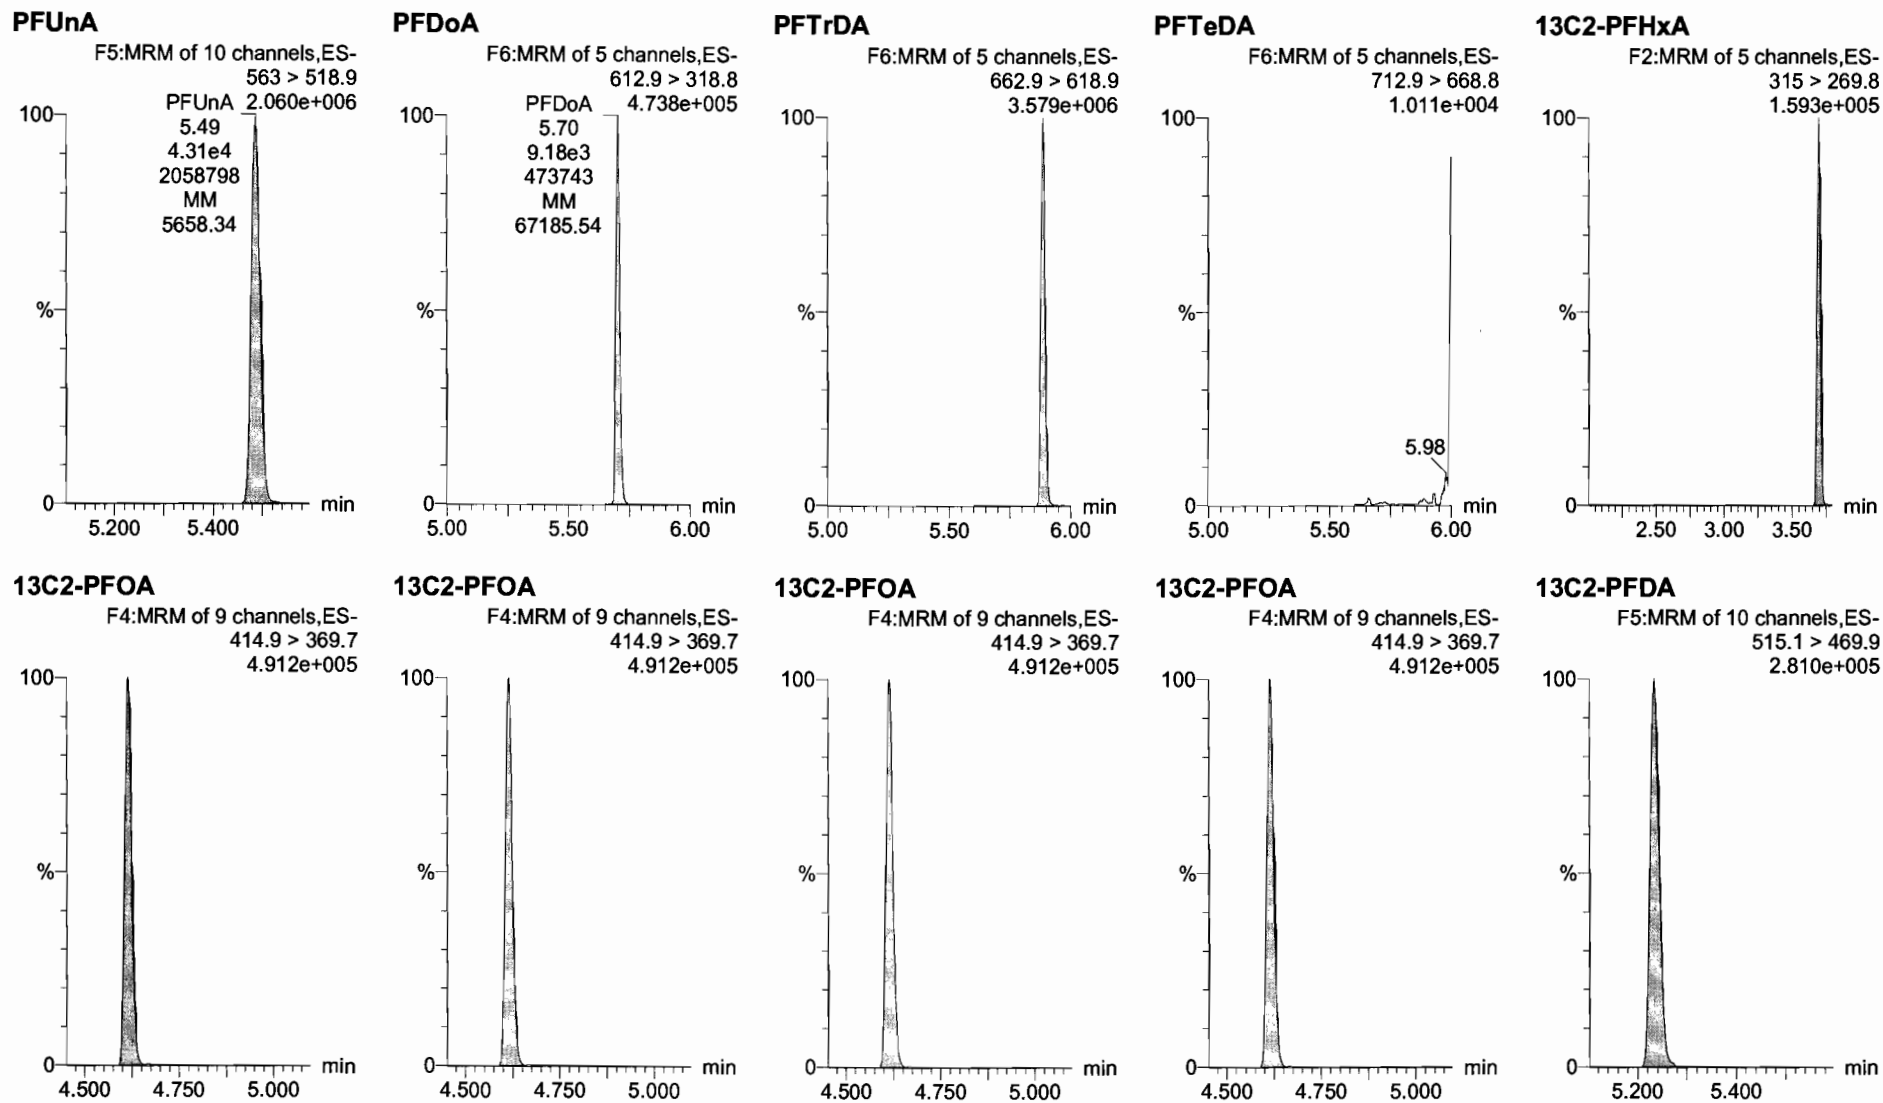 PFUnA
F5:MRM of 10 channels,ES-
563 > 518.9
PFUnA 2.060e+006
100
5.49
4.31e4
2058798
MM
5658.34
%
0
min
5.200 5.400
PFDoA
F6:MRM of 5 channels,ES-
612.9 > 318.8
PFDoA 4.738e+005
100
5.70
9.18e3
473743
MM
67185.54
%
0
min
5.00 5.50 6.00
PFTrDA
F6:MRM of 5 channels,ES-
662.9 > 618.9
3.579e+006
100
%
0
min
5.00 5.50 6.00
PFTeDA
F6:MRM of 5 channels,ES-
712.9 > 668.8
1.011e+004
100
%
5.98
0
min
5.00 5.50 6.00
13C2-PFHxA
F2:MRM of 5 channels,ES-
315 > 269.8
1.593e+005
100
%
0
min
2.50 3.00 3.50
13C2-PFOA
F4:MRM of 9 channels,ES-
414.9 > 369.7
4.912e+005
100
%
0
min
4.500 4.750 5.000
13C2-PFOA
F4:MRM of 9 channels,ES-
414.9 > 369.7
4.912e+005
100
%
0
min
4.500 4.750 5.000
13C2-PFOA
F4:MRM of 9 channels,ES-
414.9 > 369.7
4.912e+005
100
%
0
min
4.500 4.750 5.000
13C2-PFOA
F4:MRM of 9 channels,ES-
414.9 > 369.7
4.912e+005
100
%
0
min
4.500 4.750 5.000
13C2-PFDA
F5:MRM of 10 channels,ES-
515.1 > 469.9
2.810e+005
100
%
0
min
5.200 5.400